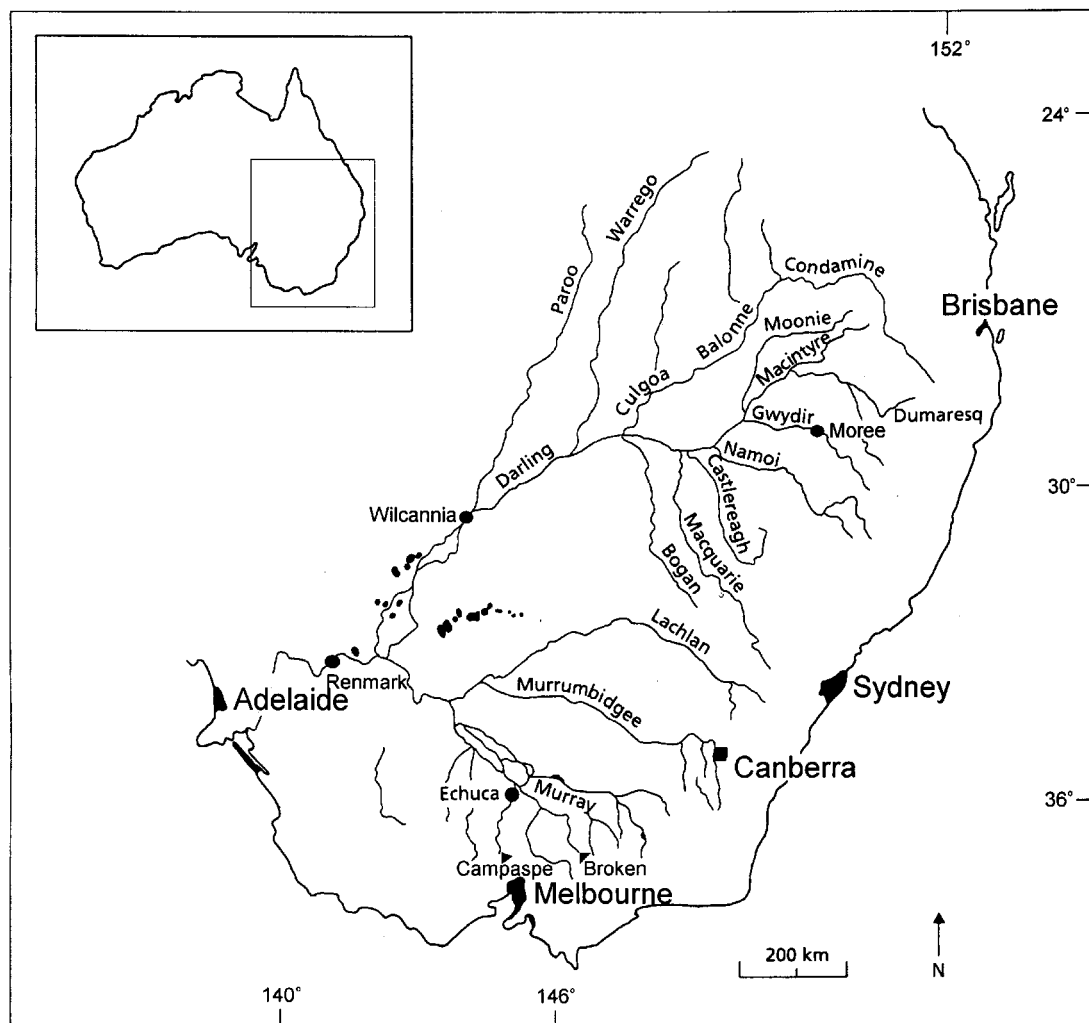 152°
24°
Warrego
Paroo
Condamine
Balonne
Moonie
Brisbane
Macintyre
Culgoa
Gwydir
Dumaresq
Moree
Darling
Namoi
Castlereagh
30°
Wilcannia
Macquarie
Bogan
Lachlan
Renmark
Murrumbidgee
Adelaide
Sydney
Canberra
Echuca
Murray
36°
Campaspe
Broken
Melbourne
200 km
N
140°
146°